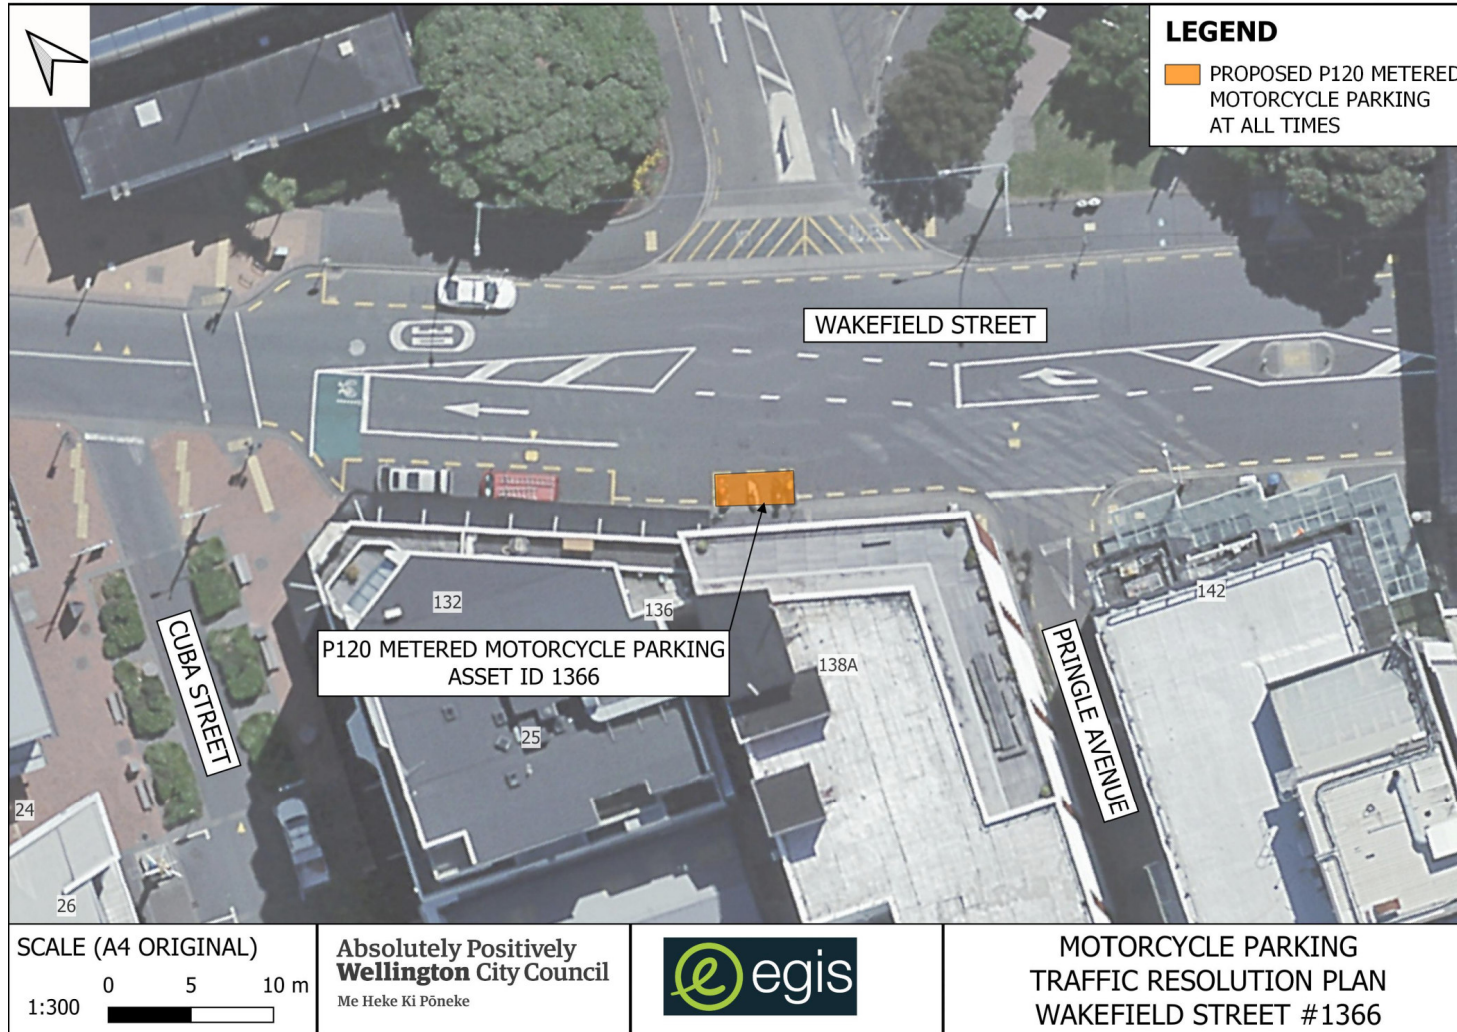 LEGEND
PROPOSED P120 METERED
MOTORCYCLE PARKING
AT ALL TIMES
WAKEFIELD STREET
132
136
P120 METERED MOTORCYCLE PARKING
ASSET ID 1366
138A
142
CUBA STREET
PRINGLE AVENUE
25
24
26
SCALE (A4 ORIGINAL)
1:300
0 5 10 m
Absolutely Positively
Wellington City Council
Me Heke Ki Pōneke
egis
MOTORCYCLE PARKING
TRAFFIC RESOLUTION PLAN
WAKEFIELD STREET #1366